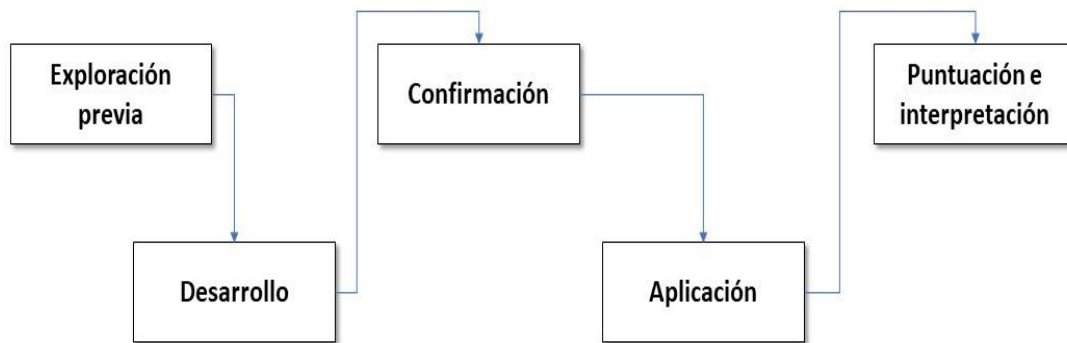 Exploración
previa
Desarrollo
Confirmación
Aplicación
Puntuación e
interpretación